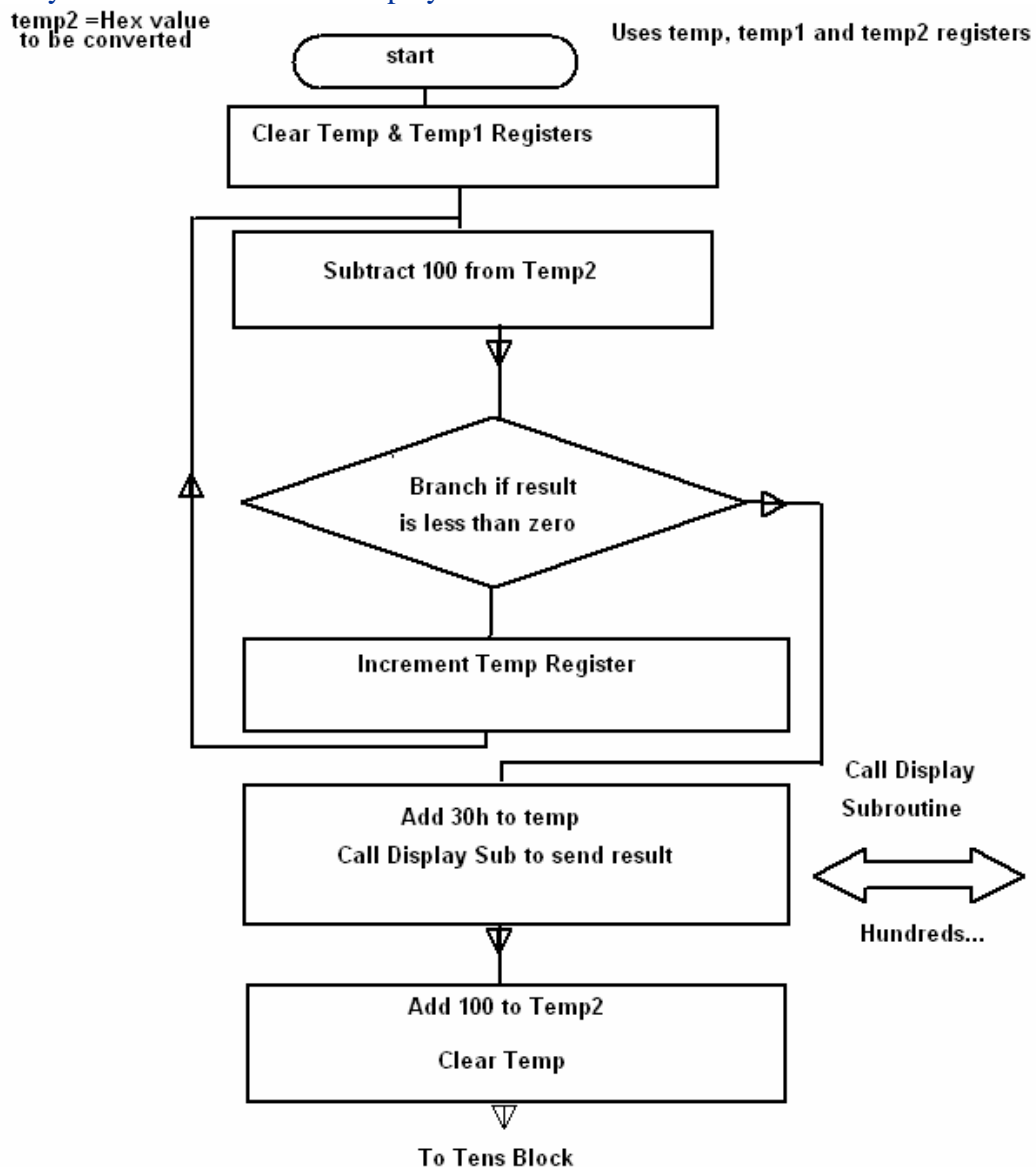 temp2 =Hex value
to be converted
Uses temp, temp1 and temp2 registers
start
Clear Temp & Temp1 Registers
Subtract 100 from Temp2
Branch if result
is less than zero
Increment Temp Register
Call Display
Subroutine
Add 30h to temp
Call Display Sub to send result
Hundreds...
Add 100 to Temp2
Clear Temp
To Tens Block